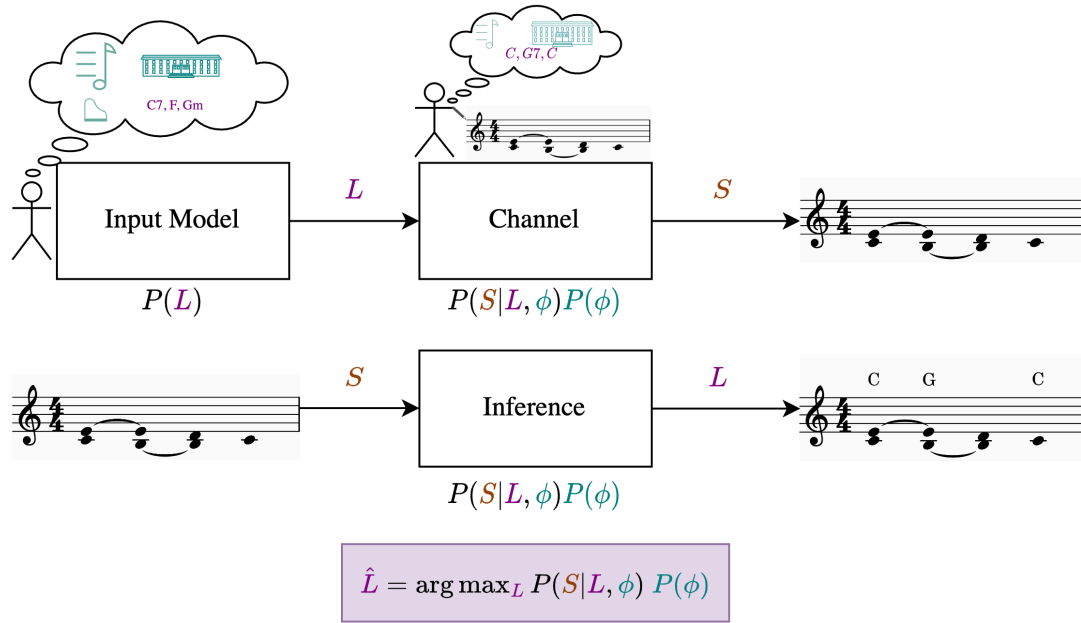 C, G7, C
C7, F, Gm
Input Model
L
Channel
S
P(L)
P(S|L, ϕ)P(ϕ)
S
Inference
L
C G C
P(S|L, ϕ)P(ϕ)
L̂ = arg max_L P(S|L, ϕ) P(ϕ)